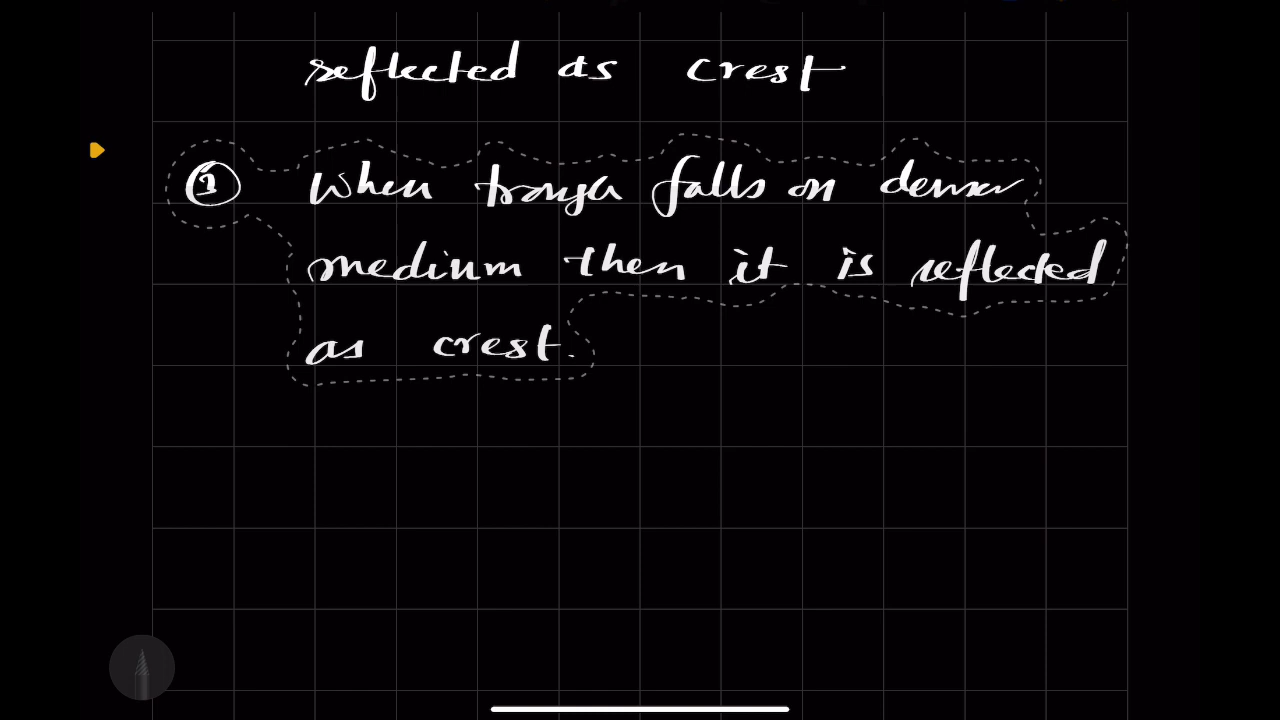 reflected as crest
① When trough falls on denser
medium then it is reflected
as crest.